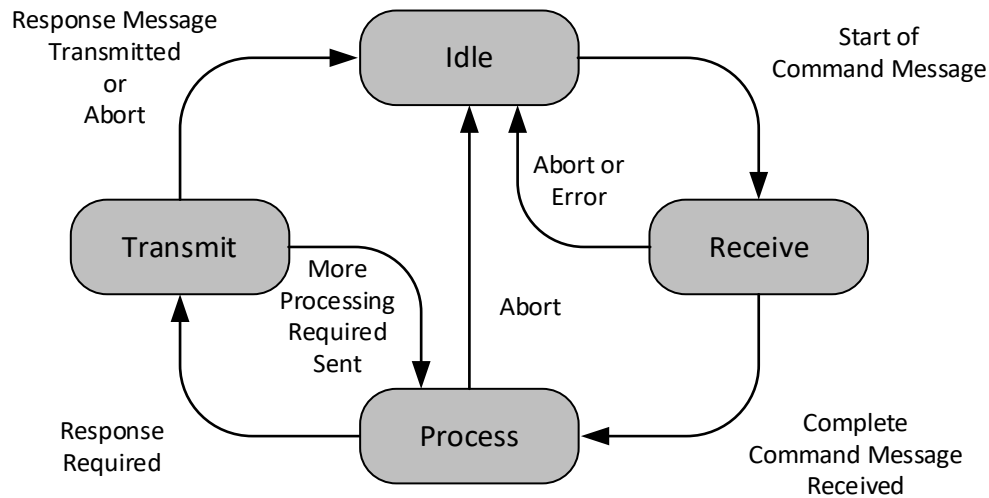 Response Message
Transmitted
or
Abort
Idle
Start of
Command Message
Abort or
Error
Transmit
Receive
More
Processing
Required
Sent
Abort
Process
Response
Required
Complete
Command Message
Received